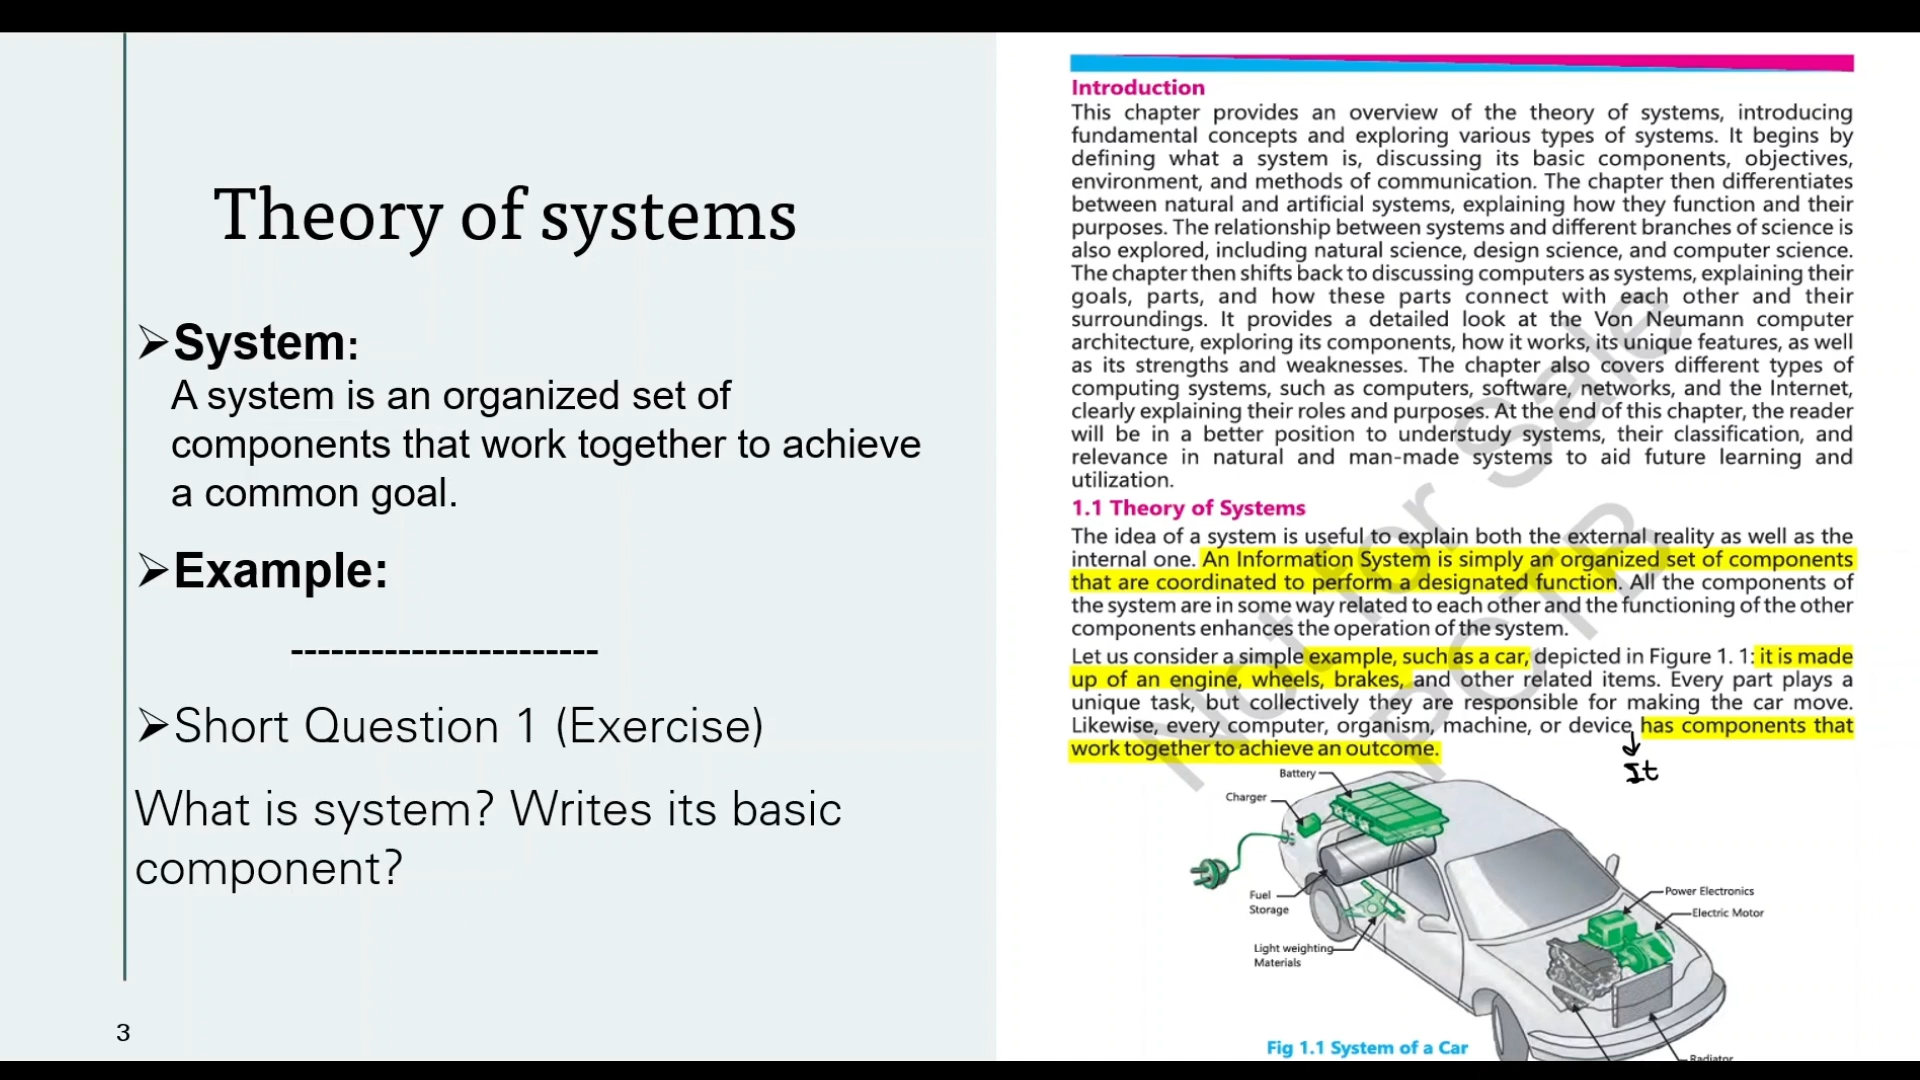 Theory of systems
➢System:
A system is an organized set of
components that work together to achieve
a common goal.
➢Example:
-----------------------
➢Short Question 1 (Exercise)
What is system? Writes its basic
component?
3
Introduction
This chapter provides an overview of the theory of systems, introducing
fundamental concepts and exploring various types of systems. It begins by
defining what a system is, discussing its basic components, objectives,
environment, and methods of communication. The chapter then differentiates
between natural and artificial systems, explaining how they function and their
purposes. The relationship between systems and different branches of science is
also explored, including natural science, design science, and computer science.
The chapter then shifts back to discussing computers as systems, explaining their
goals, parts, and how these parts connect with each other and their
surroundings. It provides a detailed look at the Von Neumann computer
architecture, exploring its components, how it works, its unique features, as well
as its strengths and weaknesses. The chapter also covers different types of
computing systems, such as computers, software, networks, and the Internet,
clearly explaining their roles and purposes. At the end of this chapter, the reader
will be in a better position to understudy systems, their classification, and
relevance in natural and man-made systems to aid future learning and
utilization.
1.1 Theory of Systems
The idea of a system is useful to explain both the external reality as well as the
internal one. An Information System is simply an organized set of components
that are coordinated to perform a designated function. All the components of
the system are in some way related to each other and the functioning of the other
components enhances the operation of the system.
Let us consider a simple example, such as a car, depicted in Figure 1. 1: it is made
up of an engine, wheels, brakes, and other related items. Every part plays a
unique task, but collectively they are responsible for making the car move.
Likewise, every computer, organism, machine, or device, has components that
work together to achieve an outcome.
It
Battery
Charger
Fuel
Storage
Light weighting
Materials
Power Electronics
Electric Motor
Radiator
Fig 1.1 System of a Car
Not for Sale
PCTB